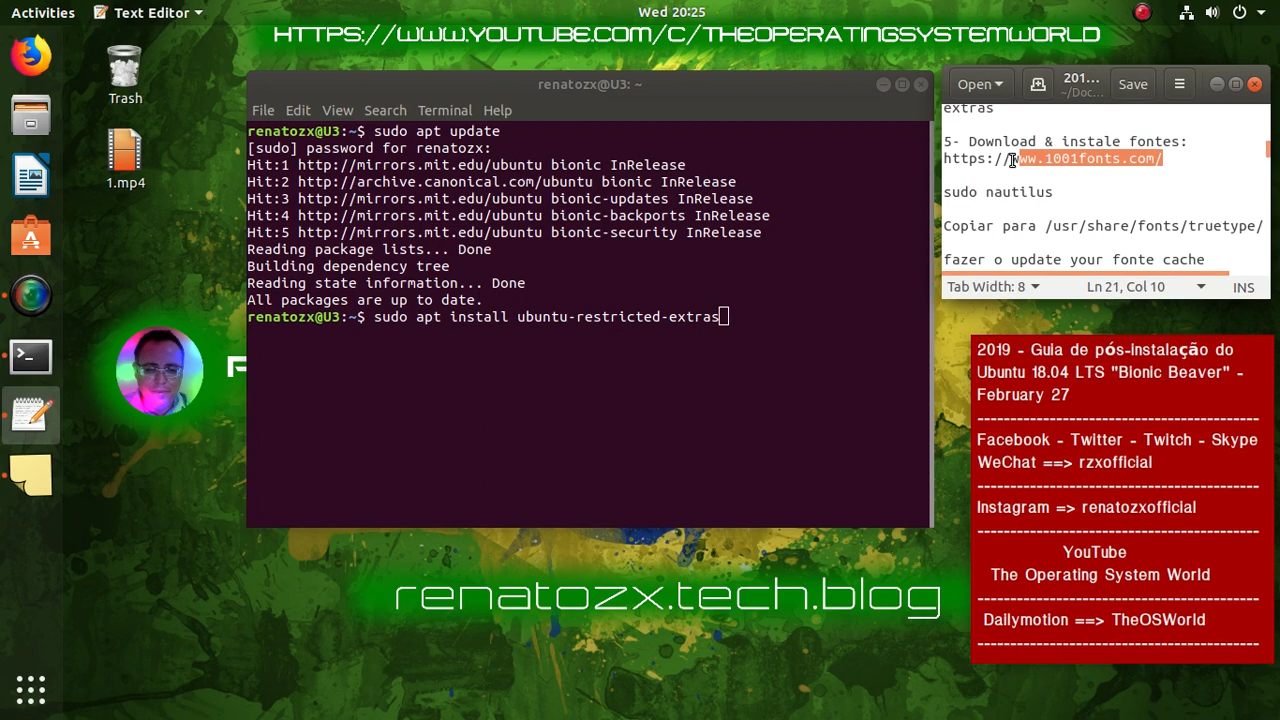 Activities
Text Editor
Wed 20:25
HTTPS://WWW.YOUTUBE.COM/C/THEOPERATINGSYSTEMWORLD
Trash
1.mp4
renatozx@U3: ~
File Edit View Search Terminal Help
renatozx@U3:~$ sudo apt update
[sudo] password for renatozx:
Hit:1 http://mirrors.mit.edu/ubuntu bionic InRelease
Hit:2 http://archive.canonical.com/ubuntu bionic InRelease
Hit:3 http://mirrors.mit.edu/ubuntu bionic-updates InRelease
Hit:4 http://mirrors.mit.edu/ubuntu bionic-backports InRelease
Hit:5 http://mirrors.mit.edu/ubuntu bionic-security InRelease
Reading package lists... Done
Building dependency tree
Reading state information... Done
All packages are up to date.
renatozx@U3:~$ sudo apt install ubuntu-restricted-extras
Open
201...
~/Doc...
Save
extras
5- Download & instale fontes:
https://www.1001fonts.com/
sudo nautilus
Copiar para /usr/share/fonts/truetype/
fazer o update your fonte cache
Tab Width: 8
Ln 21, Col 10
INS
2019 - Guia de pós-Instalação do
Ubuntu 18.04 LTS "Bionic Beaver" -
February 27
-----------------------------------------
Facebook - Twitter - Twitch - Skype
WeChat ==> rzxofficial
-----------------------------------------
Instagram => renatozxofficial
-----------------------------------------
YouTube
The Operating System World
-----------------------------------------
Dailymotion ==> TheOSWorld
-----------------------------------------
renatozx.tech.blog